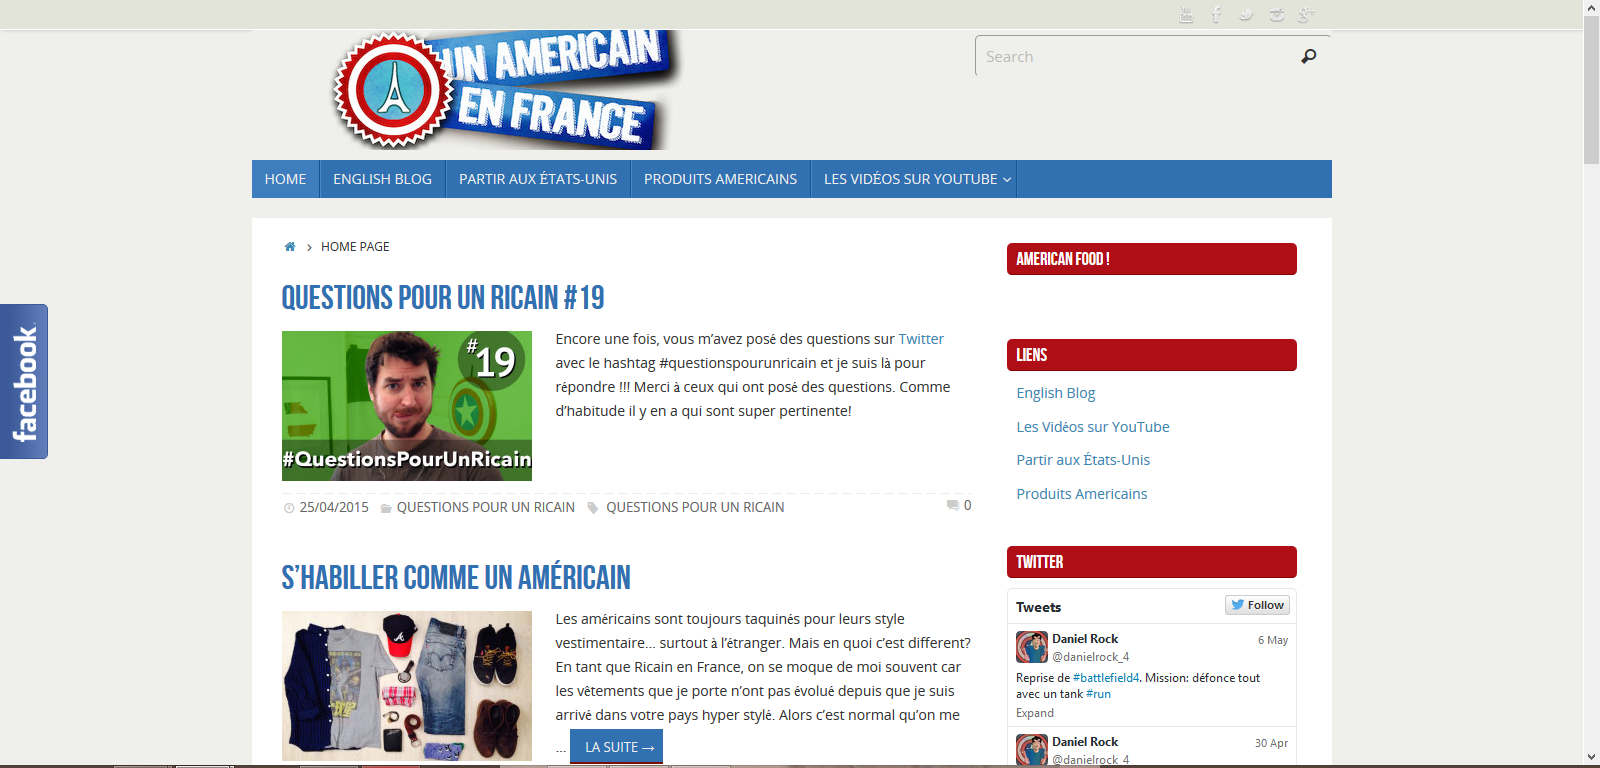 UN AMERICAIN
EN FRANCE
Search
HOME
ENGLISH BLOG
PARTIR AUX ÉTATS-UNIS
PRODUITS AMERICAINS
LES VIDÉOS SUR YOUTUBE
facebook
HOME PAGE
QUESTIONS POUR UN RICAIN #19
#19
#QuestionsPourUnRicain
Encore une fois, vous m’avez posé des questions sur Twitter
avec le hashtag #questionspourunricain et je suis là pour
répondre !!! Merci à ceux qui ont posé des questions. Comme
d’habitude il y en a qui sont super pertinente!
25/04/2015 QUESTIONS POUR UN RICAIN QUESTIONS POUR UN RICAIN 0
S’HABILLER COMME UN AMÉRICAIN
Les américains sont toujours taquinés pour leurs style
vestimentaire… surtout à l’étranger. Mais en quoi c’est different?
En tant que Ricain en France, on se moque de moi souvent car
les vêtements que je porte n’ont pas évolué depuis que je suis
arrivé dans votre pays hyper stylé. Alors c’est normal qu’on me
… LA SUITE →
AMERICAN FOOD !
LIENS
English Blog
Les Vidéos sur YouTube
Partir aux États-Unis
Produits Americains
TWITTER
Tweets Follow
Daniel Rock 6 May
@danielrock_4
Reprise de #battlefield4. Mission: défonce tout
avec un tank #run
Expand
Daniel Rock 30 Apr
@danielrock_4